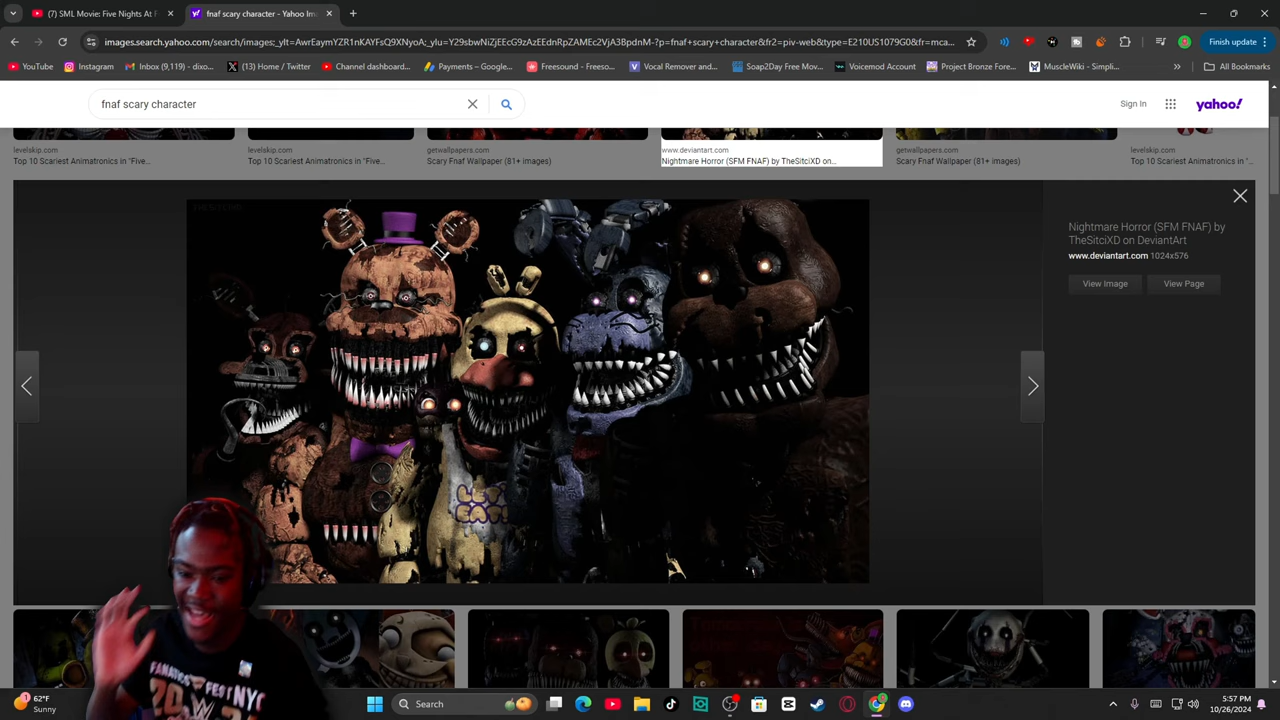 (7) SML Movie: Five Nights At F
fnaf scary character - Yahoo Im
images.search.yahoo.com/search/images;_ylt=AwrEaymYZR1nKAYFsQ9XNyoA;_ylu=Y29sbwNiZjEEcG9zAzEEdnRpZAMEc2VjA3BpdnM-?p=fnaf+scary+character&fr2=piv-web&type=E210US1079G0&fr=mca...
Finish update
YouTube
Instagram
Inbox (9,119) - dixo...
(13) Home / Twitter
Channel dashboard...
Payments – Google...
Freesound - Freeso...
Vocal Remover and...
Soap2Day Free Mov...
Voicemod Account
Project Bronze Fore...
MuscleWiki - Simpli...
All Bookmarks
fnaf scary character
Sign In
yahoo!
levelskip.com
Top 10 Scariest Animatronics in "Five...
levelskip.com
Top 10 Scariest Animatronics in "Five...
getwallpapers.com
Scary Fnaf Wallpaper (81+ images)
www.deviantart.com
Nightmare Horror (SFM FNAF) by TheSitciXD on...
getwallpapers.com
Scary Fnaf Wallpaper (81+ images)
levelskip.com
Top 10 Scariest Animatronics in "...
Nightmare Horror (SFM FNAF) by
TheSitciXD on DeviantArt
www.deviantart.com 1024x576
View Image
View Page
LET'S
EAT!
FANATICS FEST NYC
62°F
Sunny
Search
5:57 PM
10/26/2024